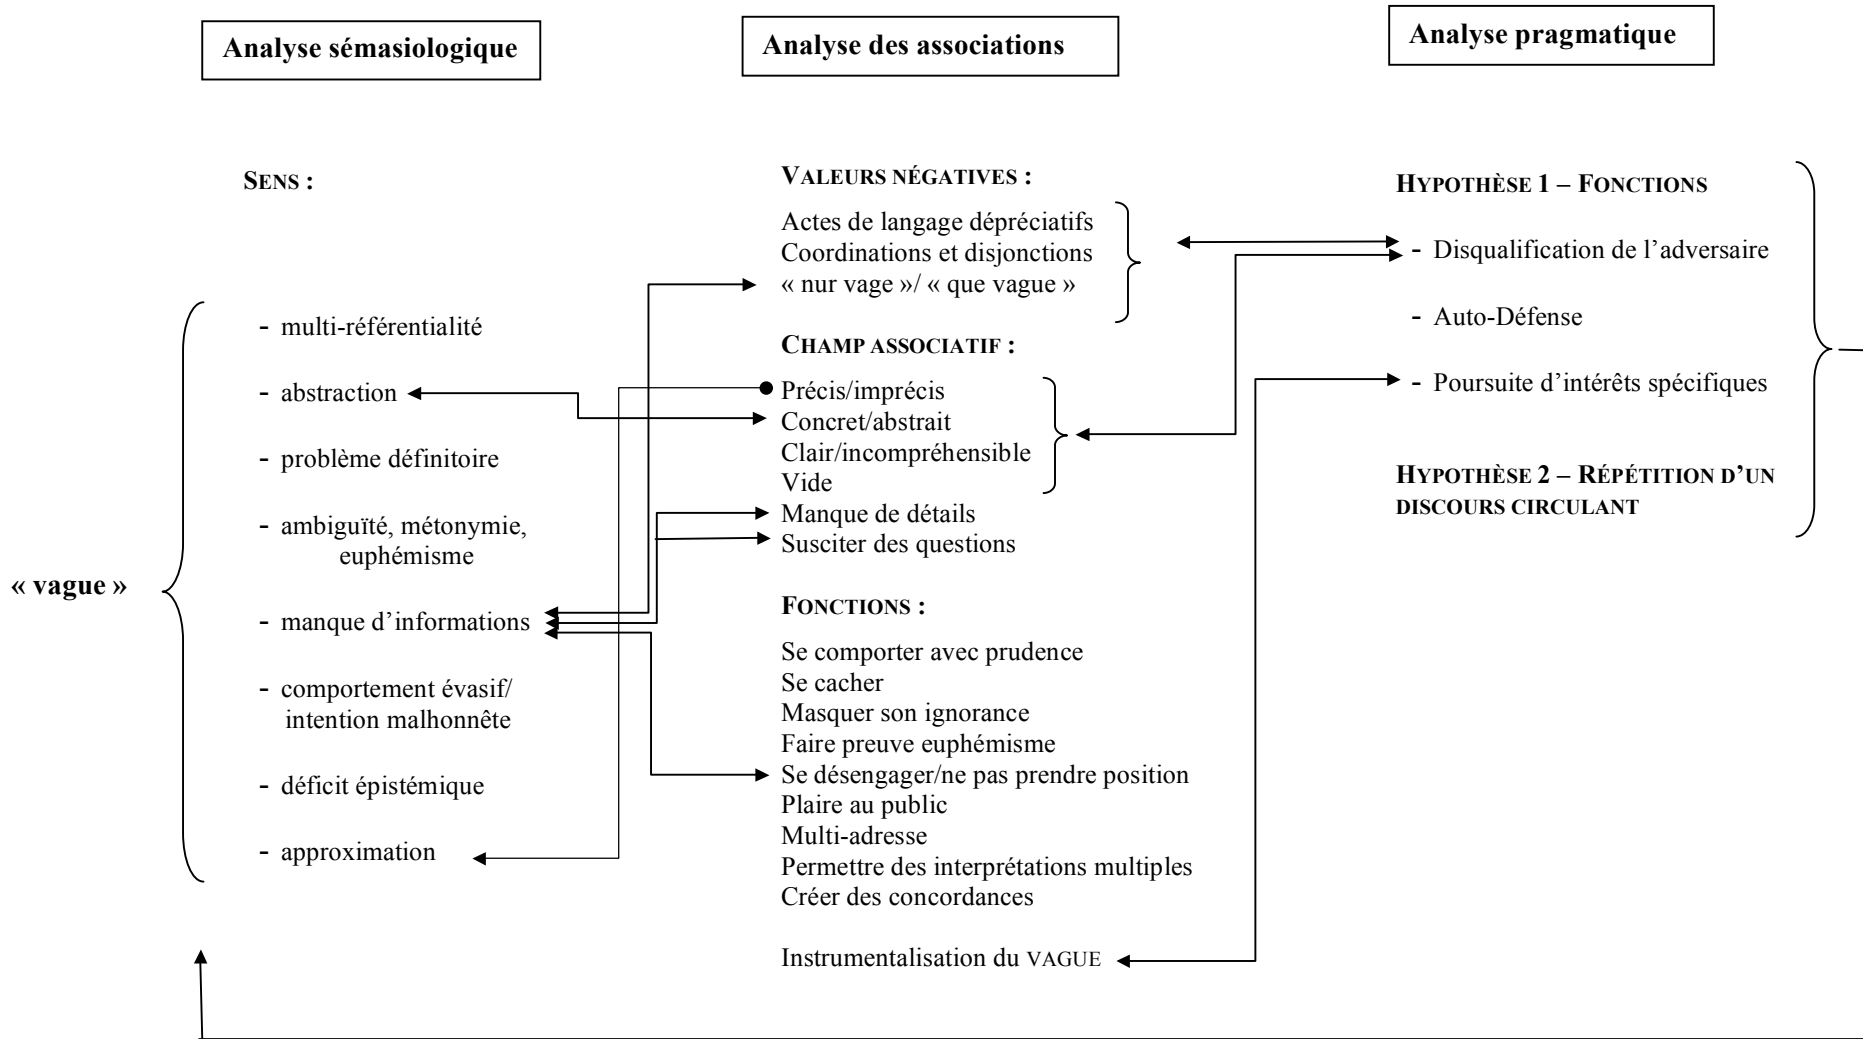 Analyse sémasiologique
Analyse des associations
Analyse pragmatique
« vague »
SENS :
- multi-référentialité
- abstraction
- problème définitoire
- ambiguïté, métonymie,
euphémisme
- manque d’informations
- comportement évasif/
intention malhonnête
- déficit épistémique
- approximation
VALEURS NÉGATIVES :
Actes de langage dépréciatifs
Coordinations et disjonctions
« nur vage »/ « que vague »
CHAMP ASSOCIATIF :
Précis/imprécis
Concret/abstrait
Clair/incompréhensible
Vide
Manque de détails
Susciter des questions
FONCTIONS :
Se comporter avec prudence
Se cacher
Masquer son ignorance
Faire preuve euphémisme
Se désengager/ne pas prendre position
Plaire au public
Multi-adresse
Permettre des interprétations multiples
Créer des concordances
Instrumentalisation du VAGUE
HYPOTHÈSE 1 – FONCTIONS
- Disqualification de l’adversaire
- Auto-Défense
- Poursuite d’intérêts spécifiques
HYPOTHÈSE 2 – RÉPÉTITION D’UN
DISCOURS CIRCULANT